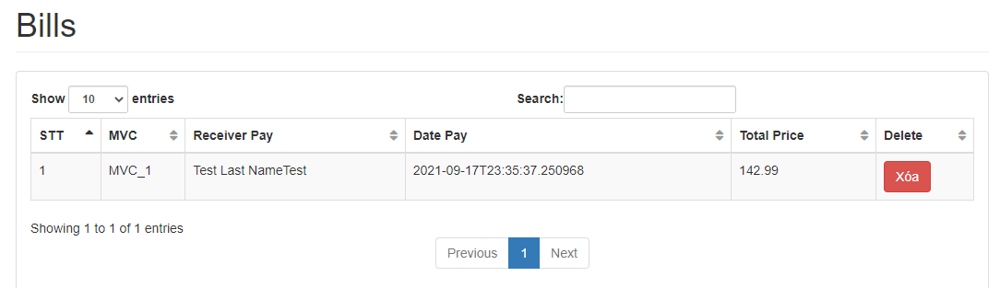 Bills
Show 10 entries Search:
STT MVC Receiver Pay Date Pay Total Price Delete
1 MVC_1 Test Last NameTest 2021-09-17T23:35:37.250968 142.99 Xóa
Showing 1 to 1 of 1 entries
Previous 1 Next